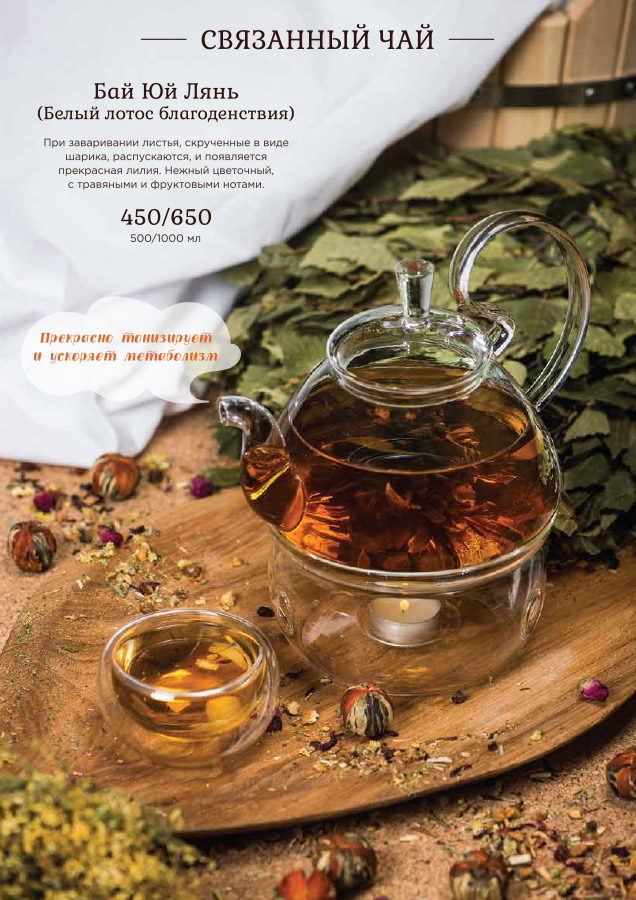 СВЯЗАННЫЙ ЧАЙ
Бай Юй Лянь
(Белый лотос благоденствия)
При заваривании листья, скрученные в виде
шарика, распускаются, и появляется
прекрасная лилия. Нежный цветочный,
с травяными и фруктовыми нотами.
450/650
500/1000 мл
Прекрасно тонизирует
и ускоряет метаболизм